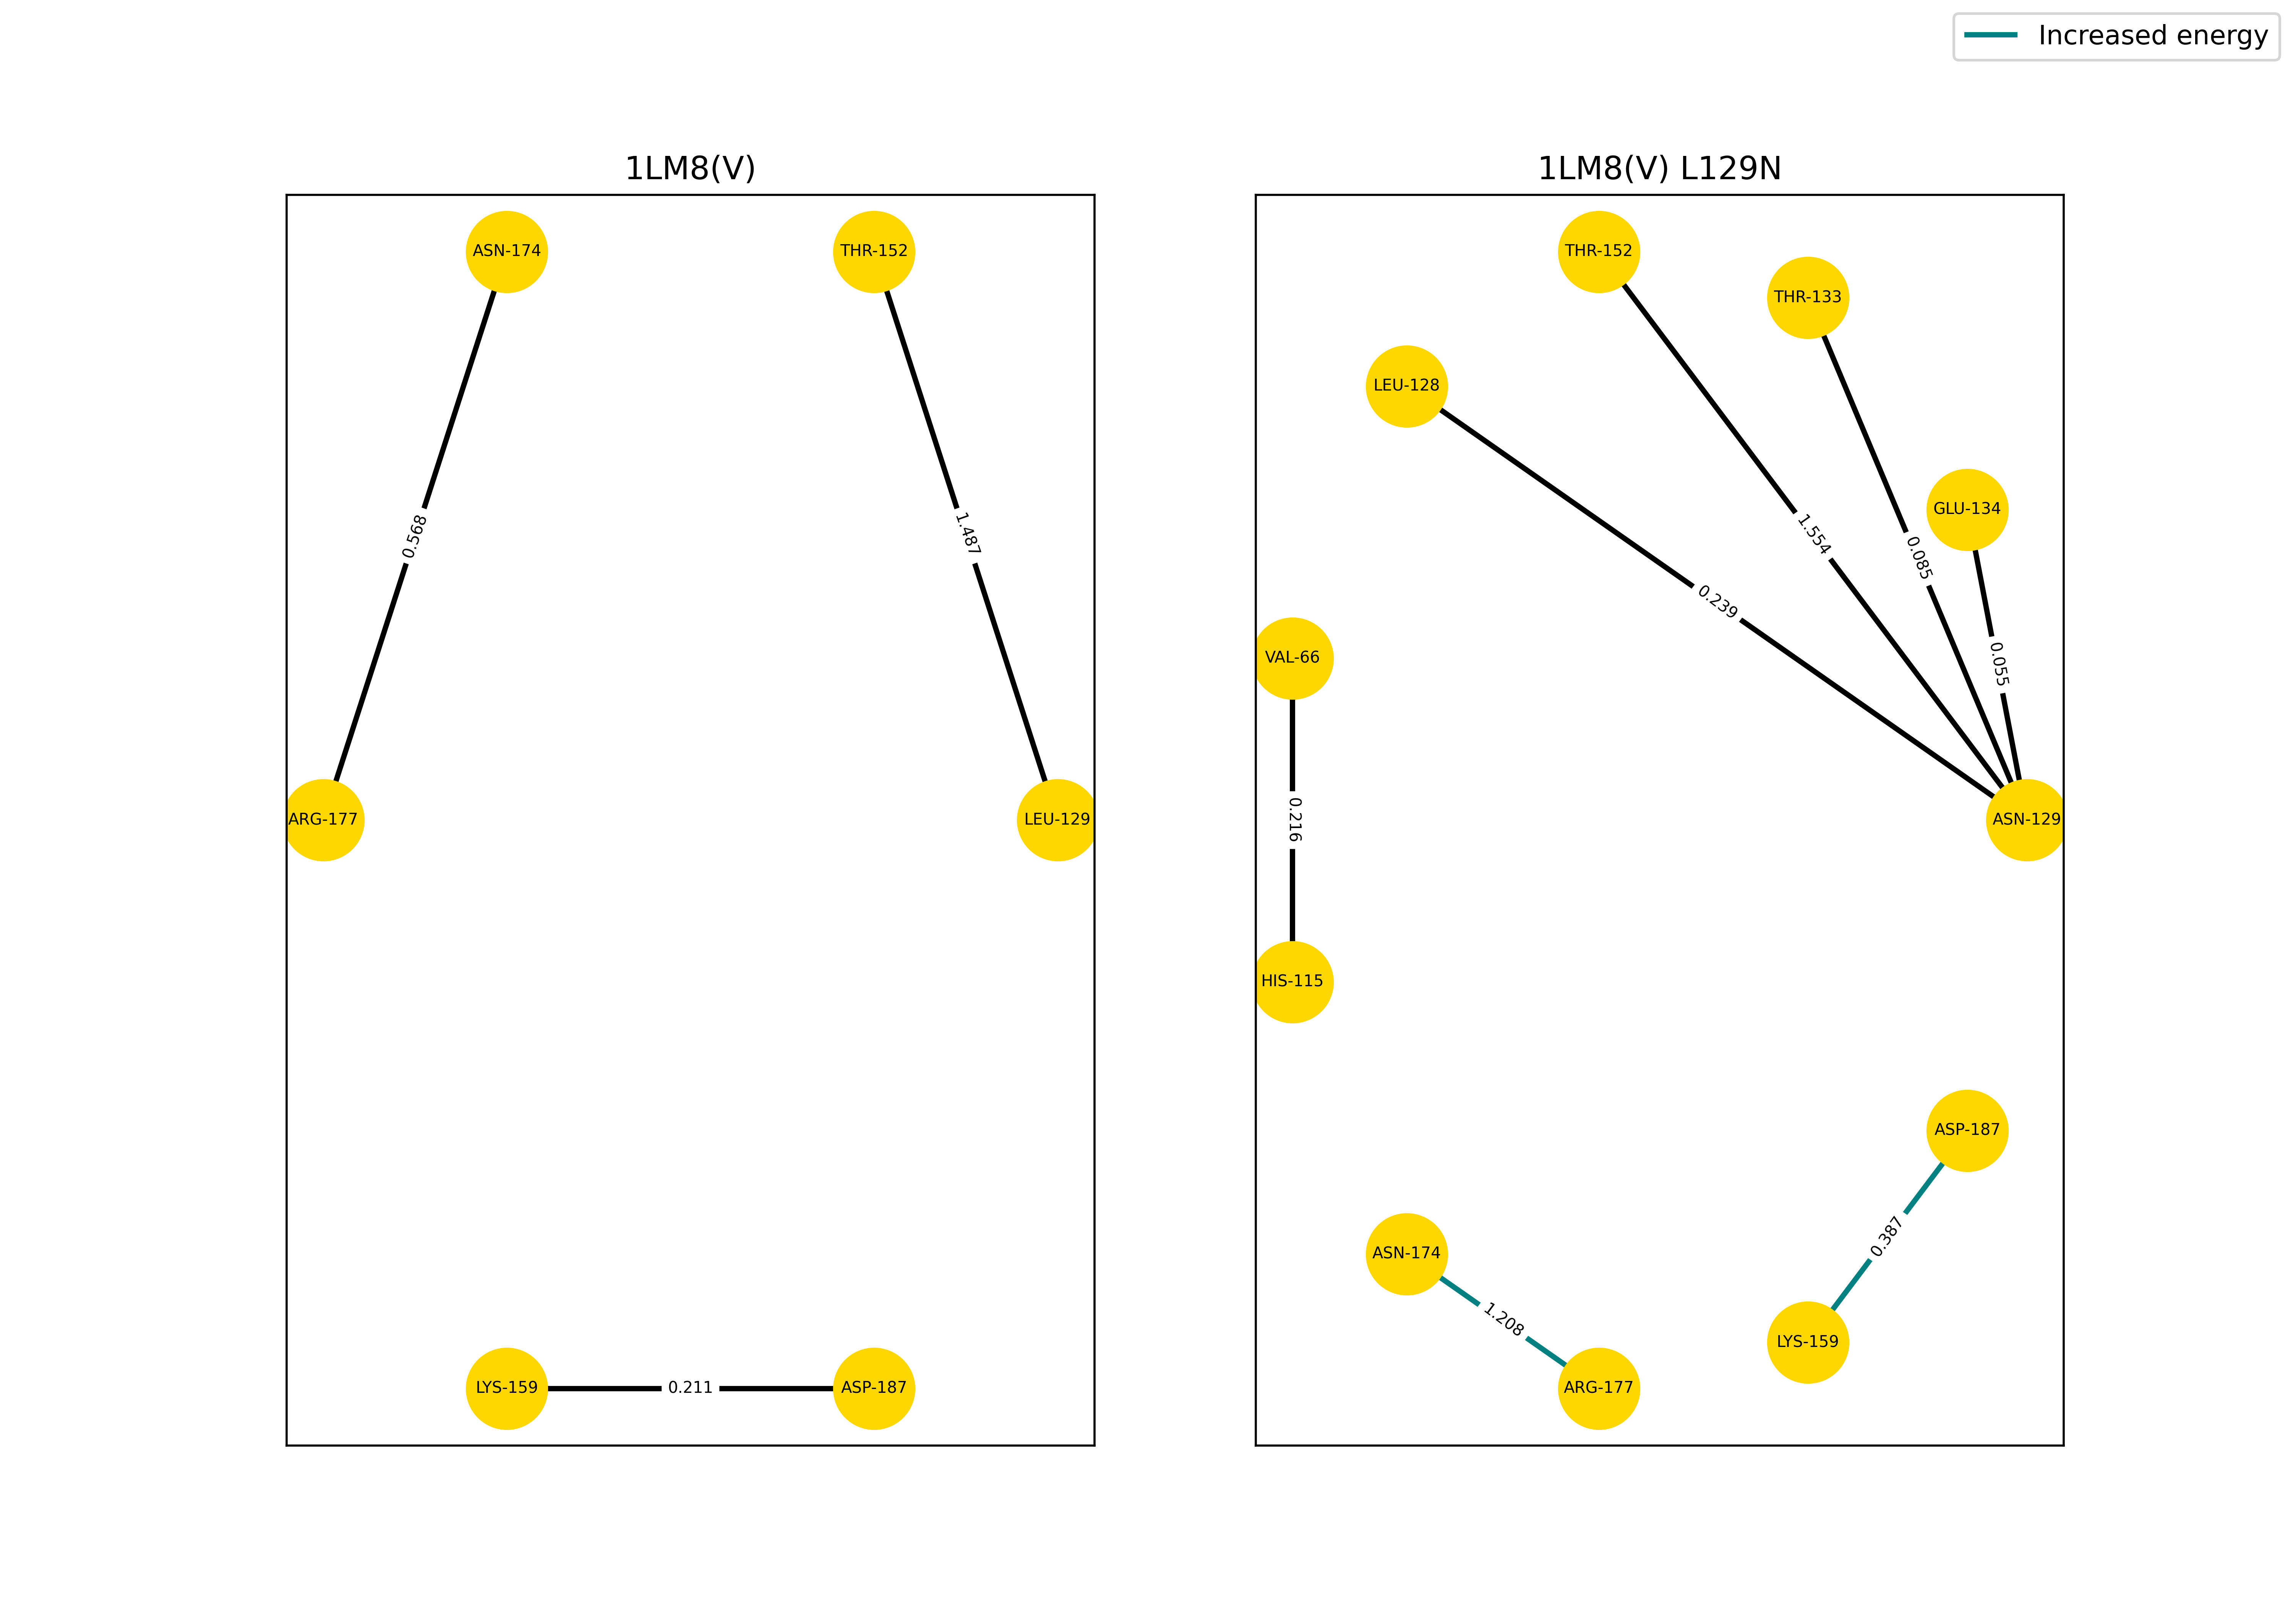 Increased energy
1LM8(V)
ASN-174
THR-152
0.568
1.487
ARG-177
LEU-129
LYS-159
0.211
ASP-187
1LM8(V) L129N
THR-152
THR-133
LEU-128
GLU-134
1.554
0.085
0.239
0.055
VAL-66
0.216
ASN-129
HIS-115
ASP-187
0.387
ASN-174
1.208
LYS-159
ARG-177